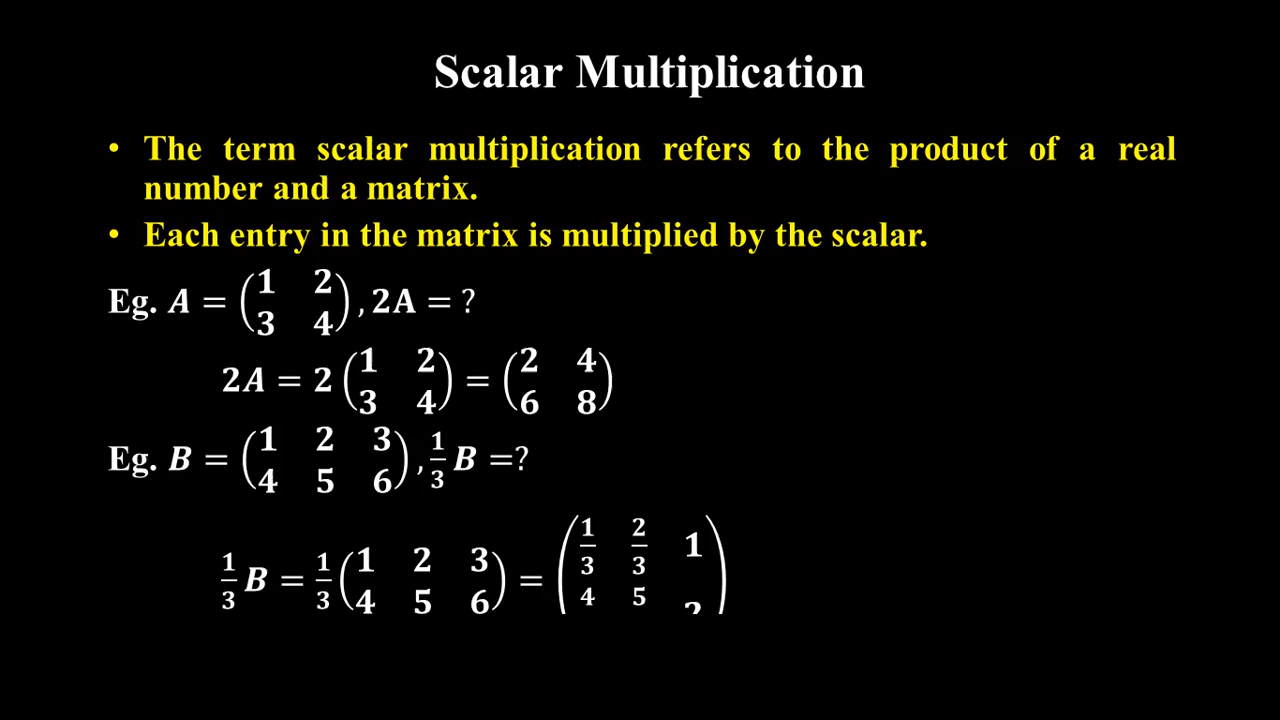 Scalar Multiplication
• The term scalar multiplication refers to the product of a real
number and a matrix.
• Each entry in the matrix is multiplied by the scalar.
Eg. A = (1 2
3 4), 2A = ?
2A = 2 (1 2
3 4) = (2 4
6 8)
Eg. B = (1 2 3
4 5 6), 1/3 B =?
1/3 B = 1/3 (1 2 3
4 5 6) = (1/3 2/3 1
4 5